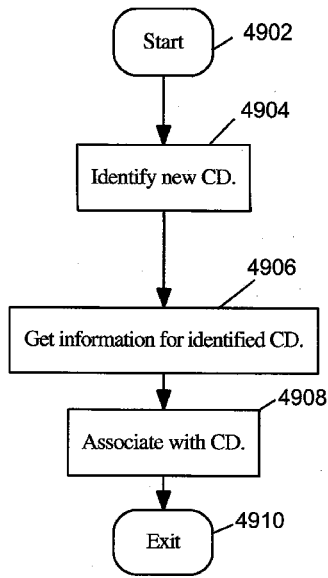 Start
4902
4904
Identify new CD.
4906
Get information for identified CD.
4908
Associate with CD.
4910
Exit